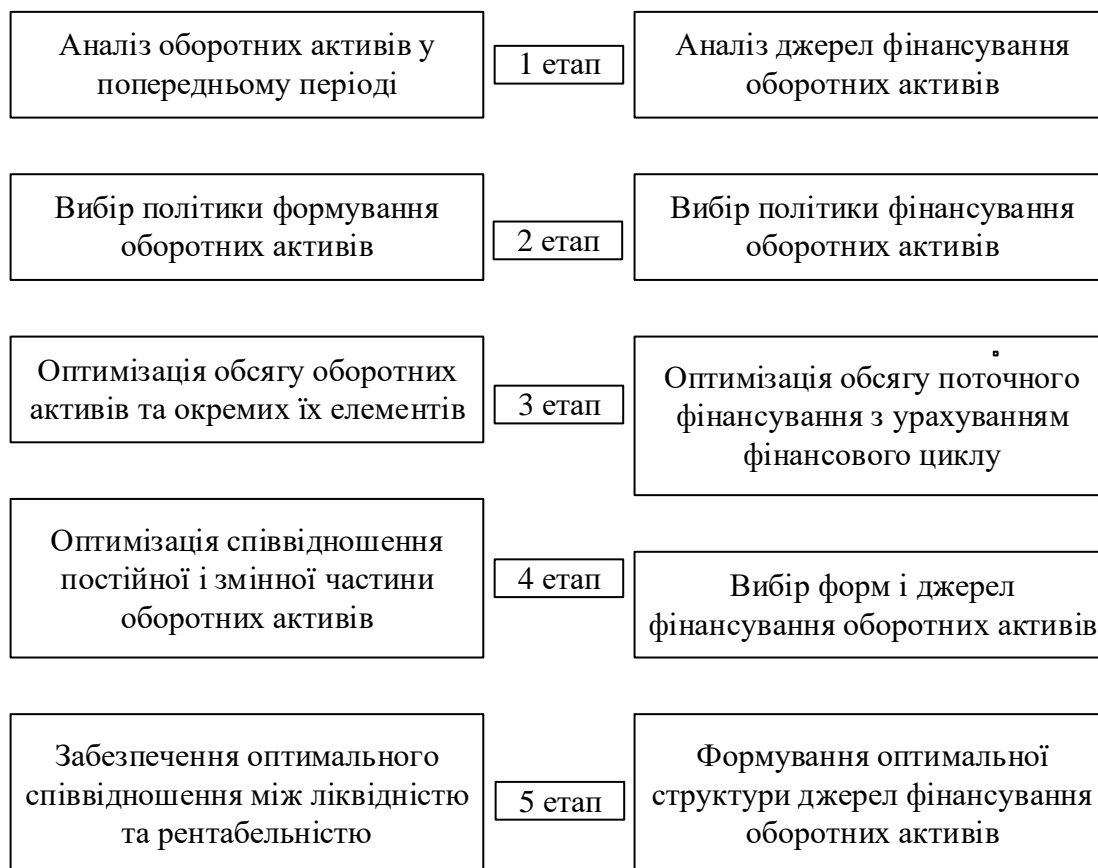 Аналіз оборотних активів у
попередньому періоді
1 етап
Аналіз джерел фінансування
оборотних активів
Вибір політики формування
оборотних активів
2 етап
Вибір політики фінансування
оборотних активів
Оптимізація обсягу оборотних
активів та окремих їх елементів
3 етап
Оптимізація обсягу поточного
фінансування з урахуванням
фінансового циклу
Оптимізація співвідношення
постійної і змінної частини
оборотних активів
4 етап
Вибір форм і джерел
фінансування оборотних активів
Забезпечення оптимального
співвідношення між ліквідністю
та рентабельністю
5 етап
Формування оптимальної
структури джерел фінансування
оборотних активів